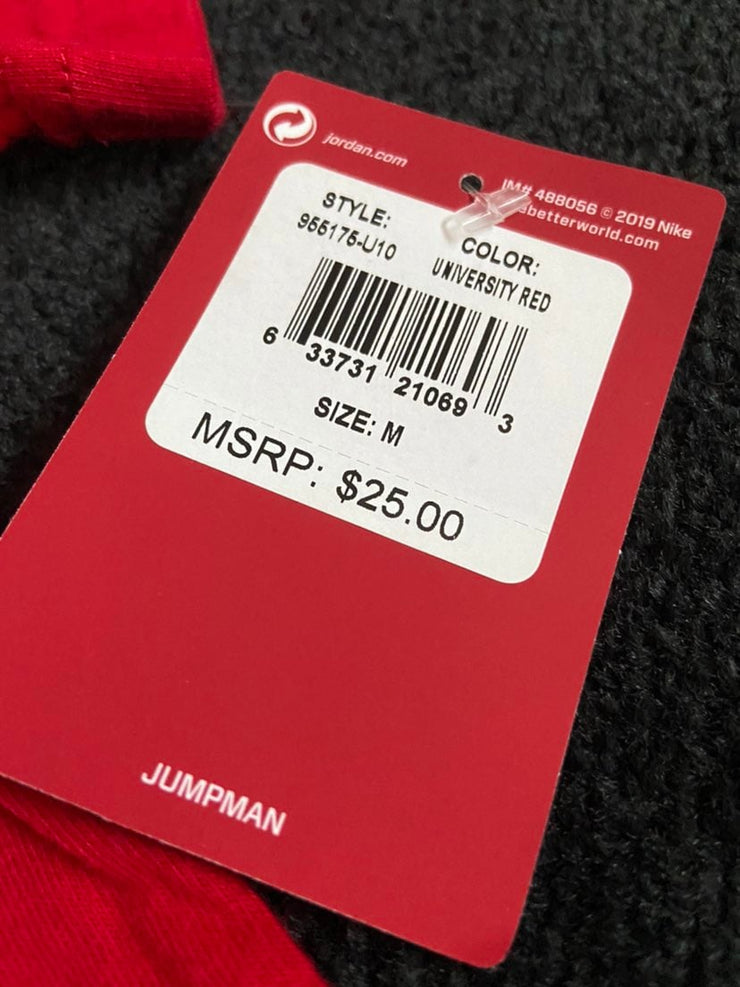 jordan.com
IM# 488056 © 2019 Nike
betterworld.com
STYLE:
955175-U10
COLOR:
UNIVERSITY RED
6 33731 21069 3
SIZE: M
MSRP: $25.00
JUMPMAN